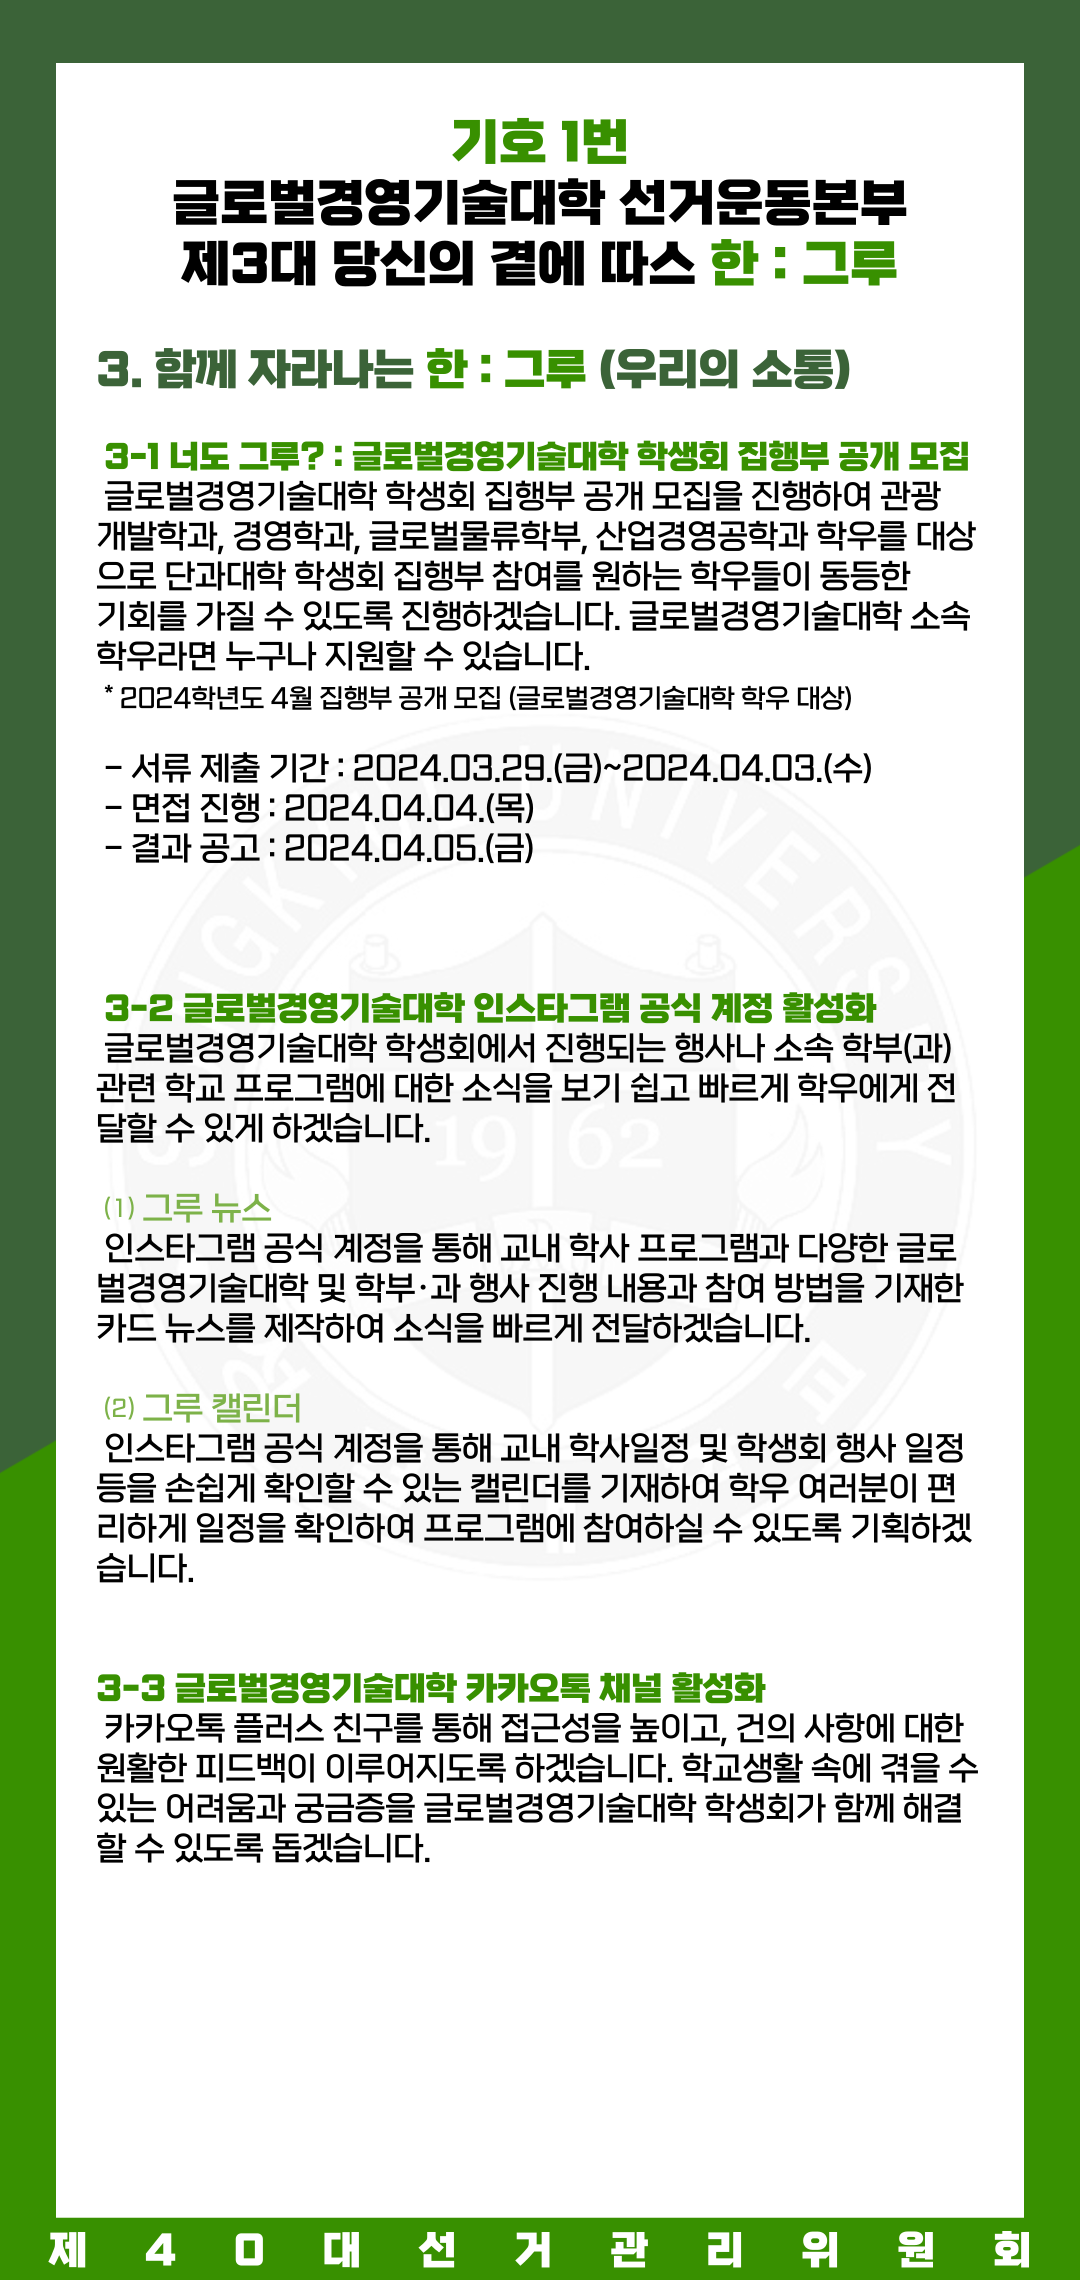 기호 1번
글로벌경영기술대학 선거운동본부
제3대 당신의 곁에 따스 한 : 그루
3. 함께 자라나는 한 : 그루 (우리의 소통)
3-1 너도 그루? : 글로벌경영기술대학 학생회 집행부 공개 모집
글로벌경영기술대학 학생회 집행부 공개 모집을 진행하여 관광
개발학과, 경영학과, 글로벌물류학부, 산업경영공학과 학우를 대상
으로 단과대학 학생회 집행부 참여를 원하는 학우들이 동등한
기회를 가질 수 있도록 진행하겠습니다. 글로벌경영기술대학 소속
학우라면 누구나 지원할 수 있습니다.
* 2024학년도 4월 집행부 공개 모집 (글로벌경영기술대학 학우 대상)
- 서류 제출 기간 : 2024.03.29.(금)~2024.04.03.(수)
- 면접 진행 : 2024.04.04.(목)
- 결과 공고 : 2024.04.05.(금)
3-2 글로벌경영기술대학 인스타그램 공식 계정 활성화
글로벌경영기술대학 학생회에서 진행되는 행사나 소속 학부(과)
관련 학교 프로그램에 대한 소식을 보기 쉽고 빠르게 학우에게 전
달할 수 있게 하겠습니다.
1962
(1) 그루 뉴스
인스타그램 공식 계정을 통해 교내 학사 프로그램과 다양한 글로
벌경영기술대학 및 학부·과 행사 진행 내용과 참여 방법을 기재한
카드 뉴스를 제작하여 소식을 빠르게 전달하겠습니다.
(2) 그루 캘린더
인스타그램 공식 계정을 통해 교내 학사일정 및 학생회 행사 일정
등을 손쉽게 확인할 수 있는 캘린더를 기재하여 학우 여러분이 편
리하게 일정을 확인하여 프로그램에 참여하실 수 있도록 기획하겠
습니다.
3-3 글로벌경영기술대학 카카오톡 채널 활성화
카카오톡 플러스 친구를 통해 접근성을 높이고, 건의 사항에 대한
원활한 피드백이 이루어지도록 하겠습니다. 학교생활 속에 겪을 수
있는 어려움과 궁금증을 글로벌경영기술대학 학생회가 함께 해결
할 수 있도록 돕겠습니다.
제40대선거관리위원회